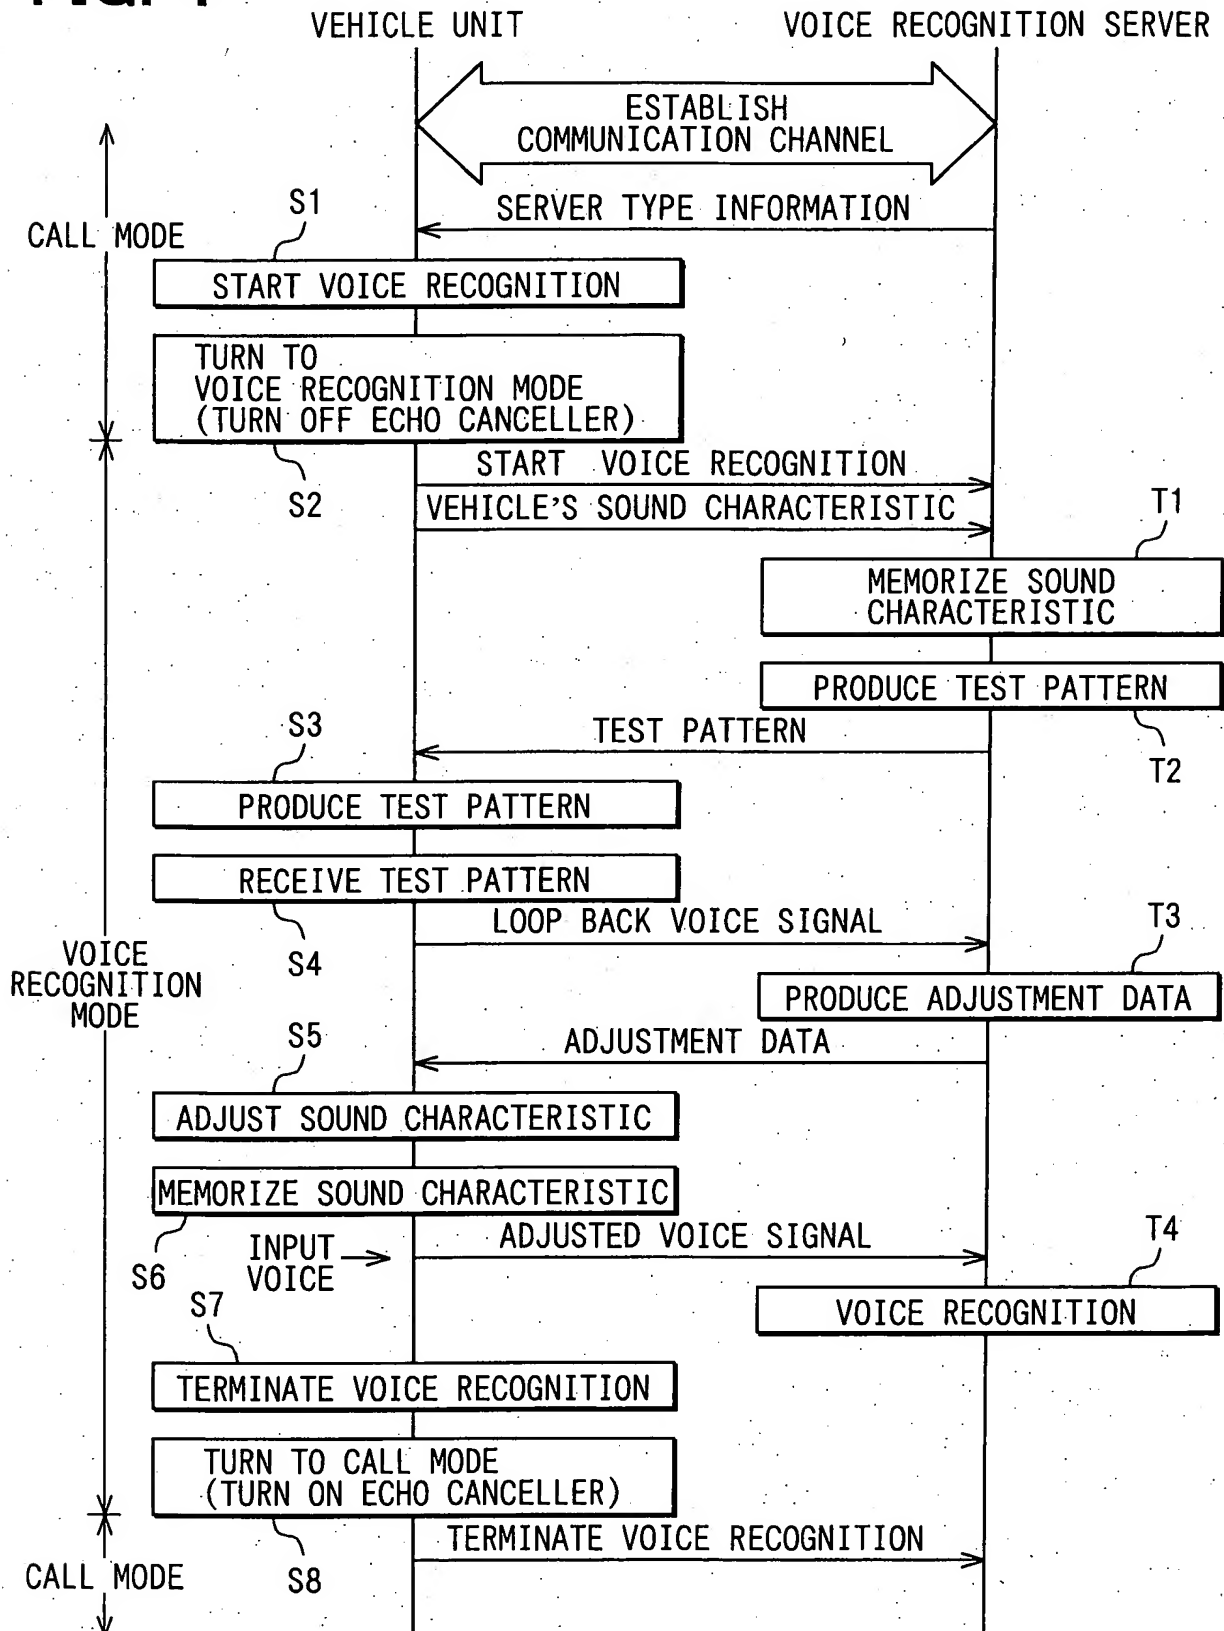 VEHICLE UNIT
VOICE RECOGNITION SERVER
ESTABLISH
COMMUNICATION CHANNEL
S1
SERVER TYPE INFORMATION
CALL MODE
START VOICE RECOGNITION
TURN TO
VOICE RECOGNITION MODE
(TURN OFF ECHO CANCELLER)
S2
START VOICE RECOGNITION
VEHICLE'S SOUND CHARACTERISTIC
T1
MEMORIZE SOUND
CHARACTERISTIC
PRODUCE TEST PATTERN
S3
TEST PATTERN
T2
PRODUCE TEST PATTERN
RECEIVE TEST PATTERN
S4
LOOP BACK VOICE SIGNAL
T3
VOICE
RECOGNITION
MODE
PRODUCE ADJUSTMENT DATA
S5
ADJUSTMENT DATA
ADJUST SOUND CHARACTERISTIC
MEMORIZE SOUND CHARACTERISTIC
S6
INPUT
VOICE
ADJUSTED VOICE SIGNAL
T4
S7
VOICE RECOGNITION
TERMINATE VOICE RECOGNITION
TURN TO CALL MODE
(TURN ON ECHO CANCELLER)
S8
TERMINATE VOICE RECOGNITION
CALL MODE